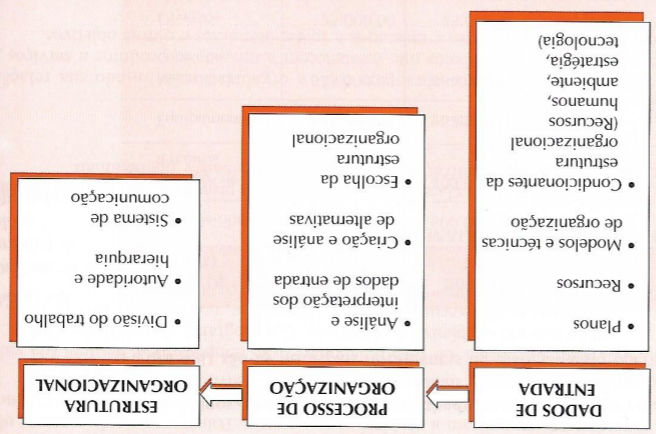 DADOS DE
ENTRADA
• Planos
• Recursos
• Modelos e técnicas
de organização
• Condicionantes da
estrutura
organizacional
(Recursos
humanos,
ambiente,
estratégia,
tecnologia)
PROCESSO DE
ORGANIZAÇÃO
• Análise e
interpretação dos
dados de entrada
• Criação e análise
de alternativas
• Escolha da
estrutura
organizacional
ESTRUTURA
ORGANIZACIONAL
• Divisão do trabalho
• Autoridade e
hierarquia
• Sistema de
comunicação